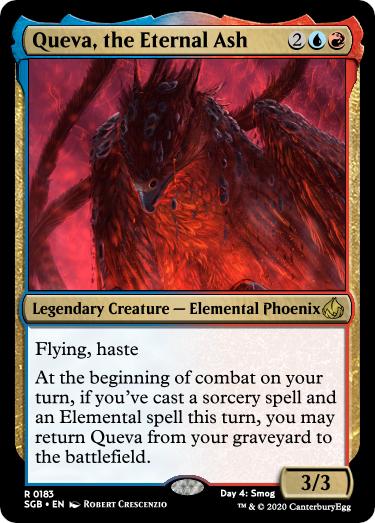 Queva, the Eternal Ash 2
Legendary Creature — Elemental Phoenix
Flying, haste
At the beginning of combat on your
turn, if you've cast a sorcery spell and
an Elemental spell this turn, you may
return Queva from your graveyard to
the battlefield.
3/3
R 0183 Day 4: Smog
SGB • EN ROBERT CRESCENZIO ™ & © 2020 CanterburyEgg